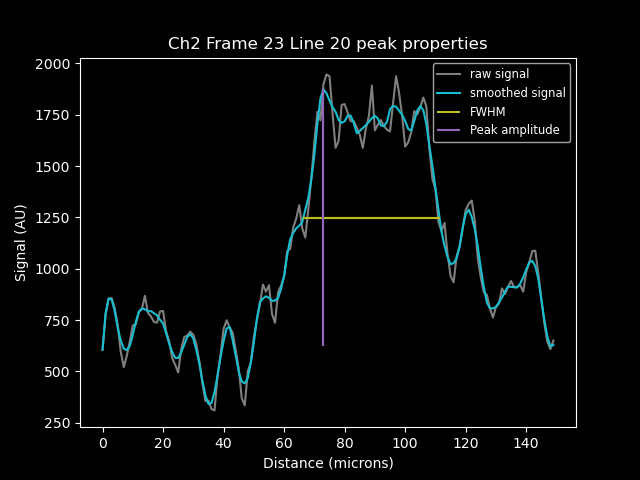 Ch2 Frame 23 Line 20 peak properties
raw signal
smoothed signal
FWHM
Peak amplitude
Signal (AU)
2000
1750
1500
1250
1000
750
500
250
0 20 40 60 80 100 120 140
Distance (microns)